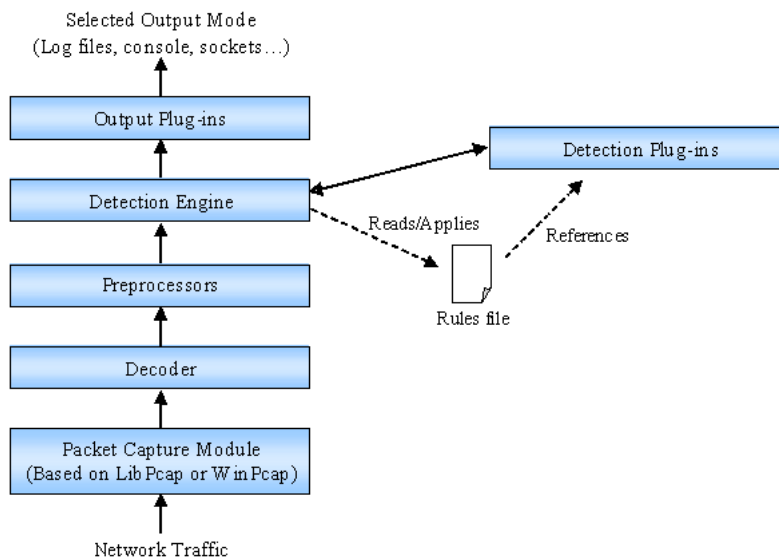 Selected Output Mode
(Log files, console, sockets...)
Output Plug-ins
Detection Plug-ins
Detection Engine
Reads/Applies
References
Preprocessors
Rules file
Decoder
Packet Capture Module
(Based on LibPcap or WinPcap)
Network Traffic